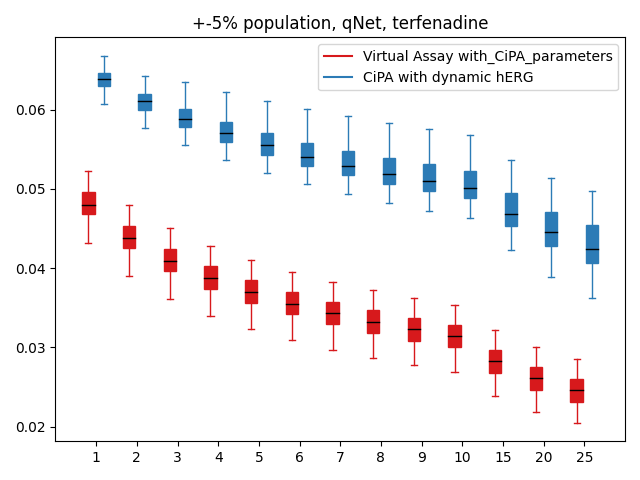 +-5% population, qNet, terfenadine
Virtual Assay with_CiPA_parameters
CiPA with dynamic hERG
0.06
0.05
0.04
0.03
0.02
1 2 3 4 5 6 7 8 9 10 15 20 25